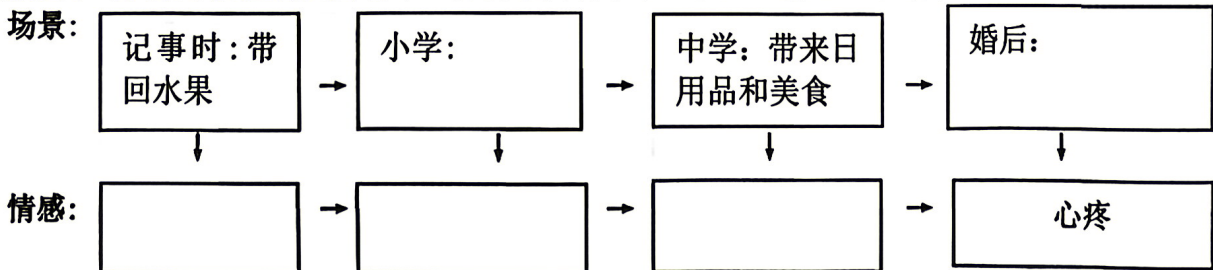 场景：
记事时：带
回水果
小学：
中学：带来日
用品和美食
婚后：
情感：
心疼